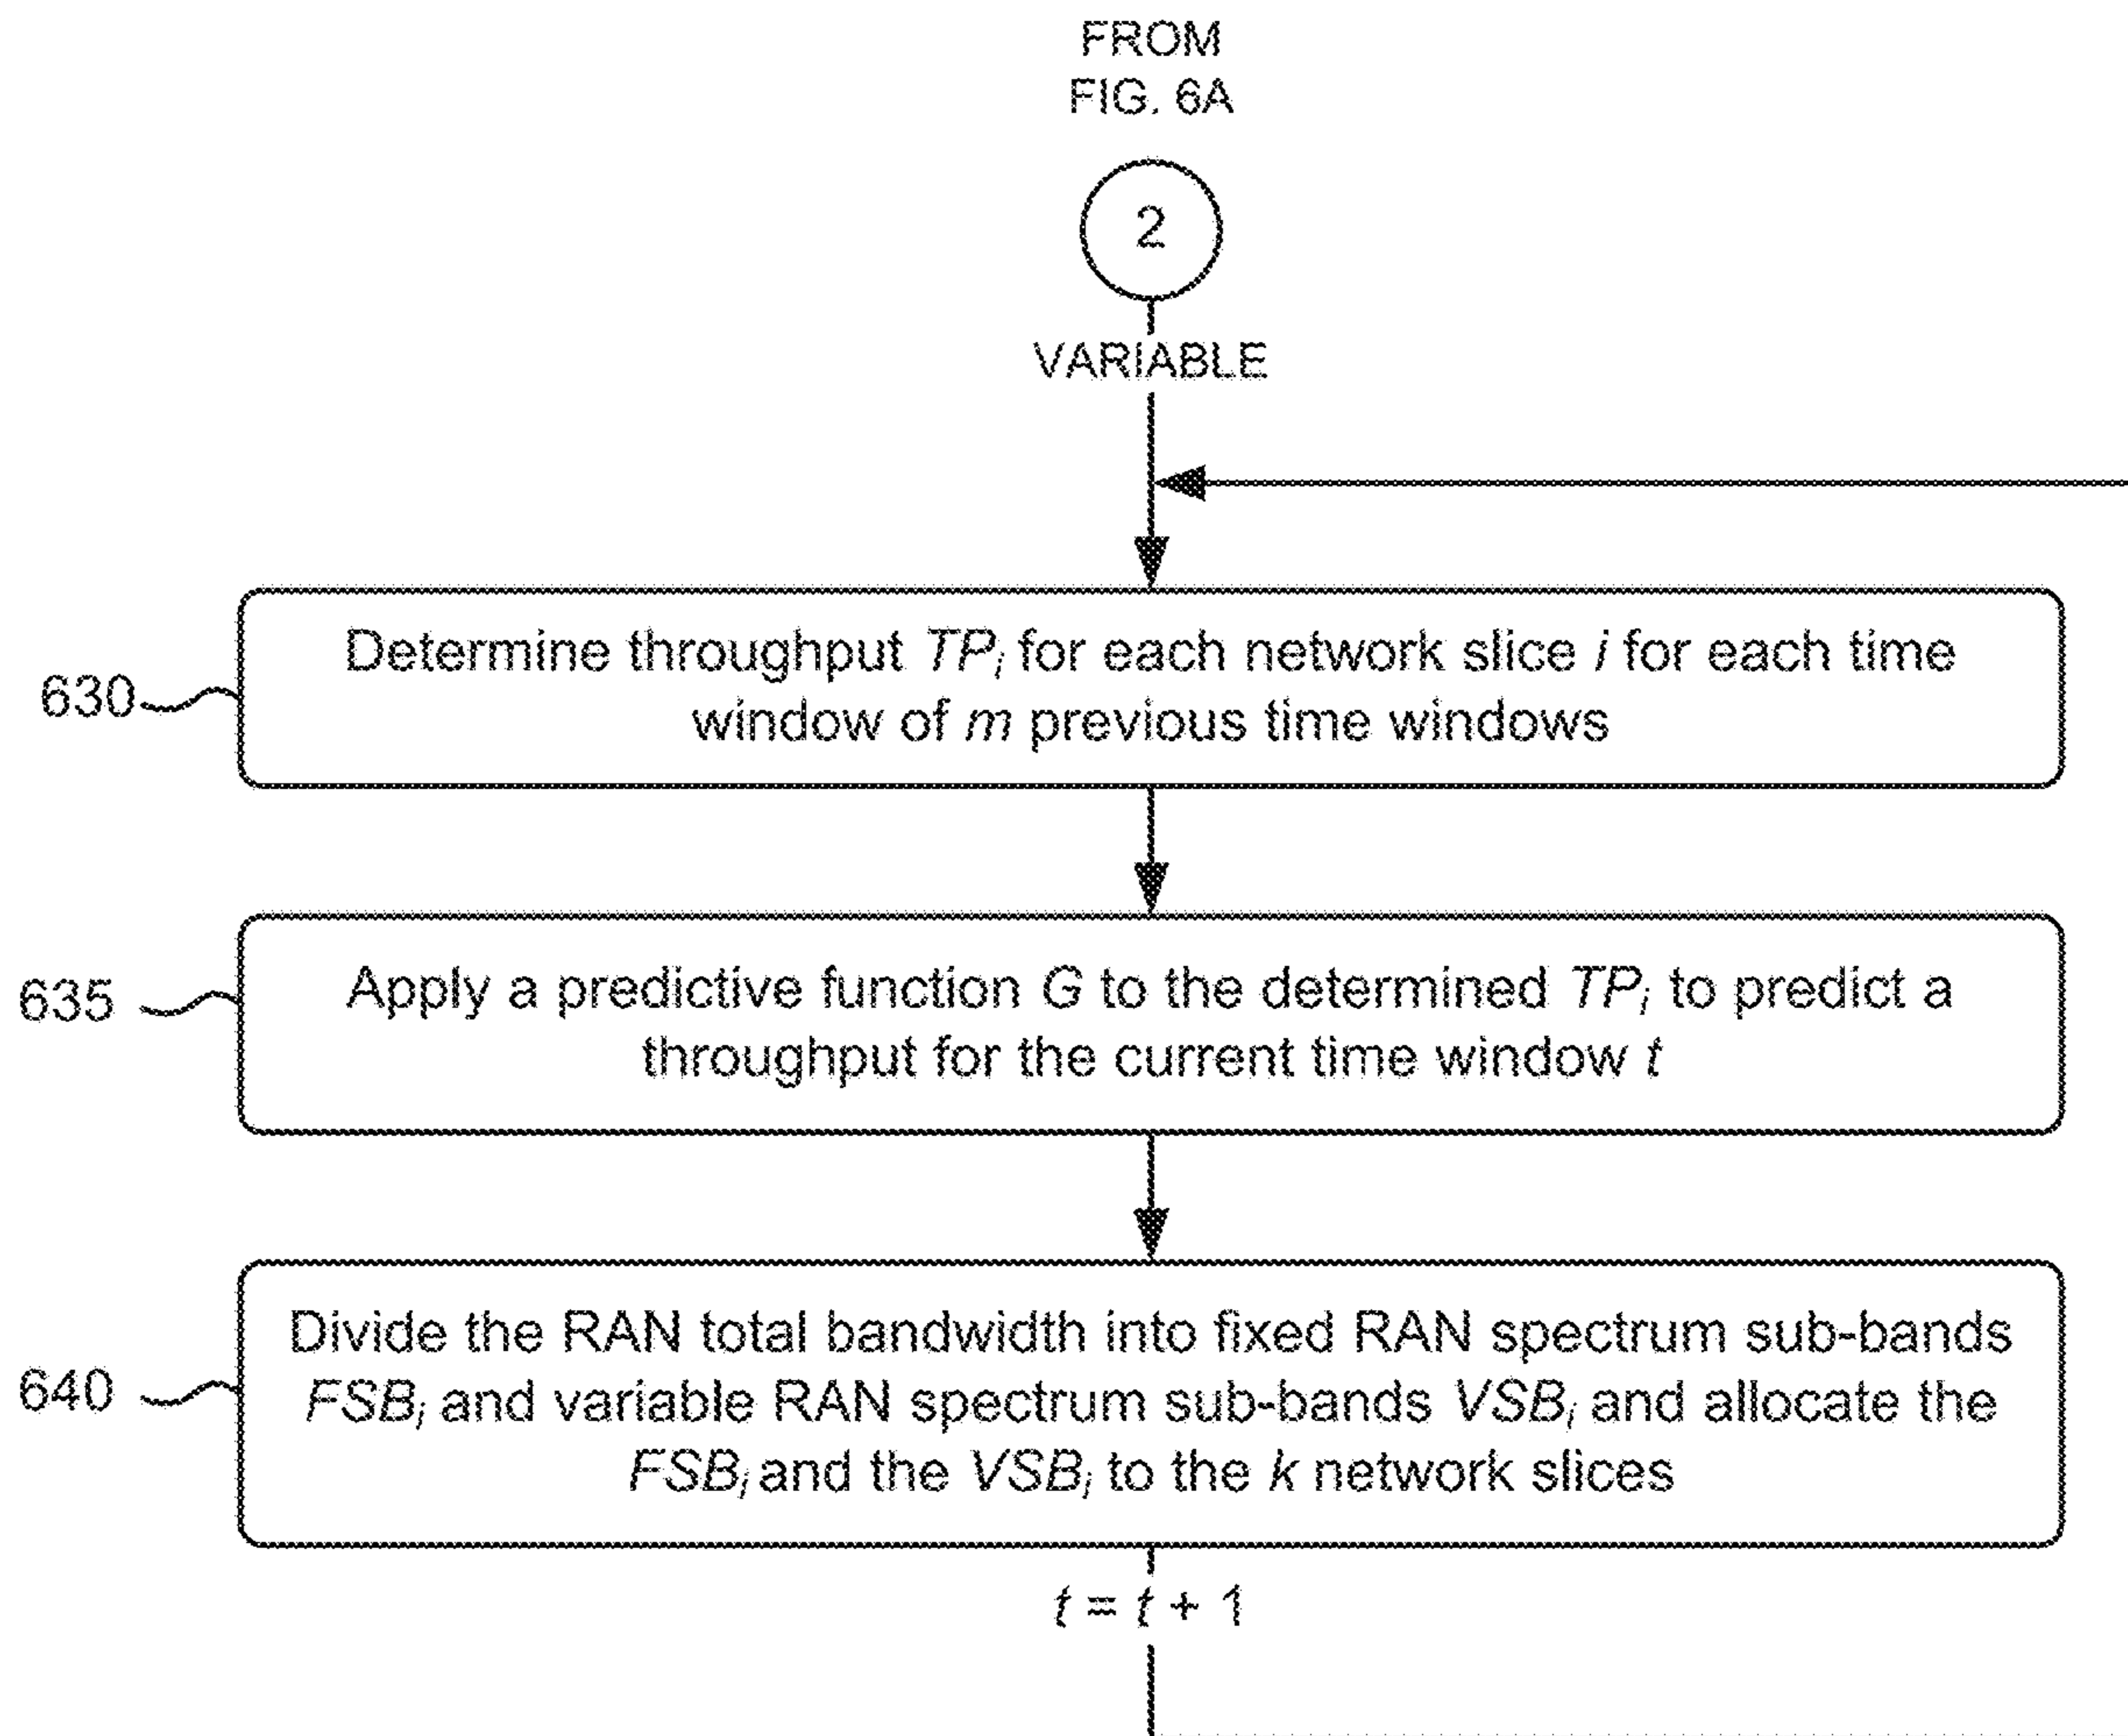 FROM
FIG. 6A
2
VARIABLE
630
Determine throughput TPi for each network slice i for each time
window of m previous time windows
635
Apply a predictive function G to the determined TPi to predict a
throughput for the current time window t
640
Divide the RAN total bandwidth into fixed RAN spectrum sub-bands
FSBi and variable RAN spectrum sub-bands VSBi and allocate the
FSBi and the VSBi to the k network slices
t = t + 1